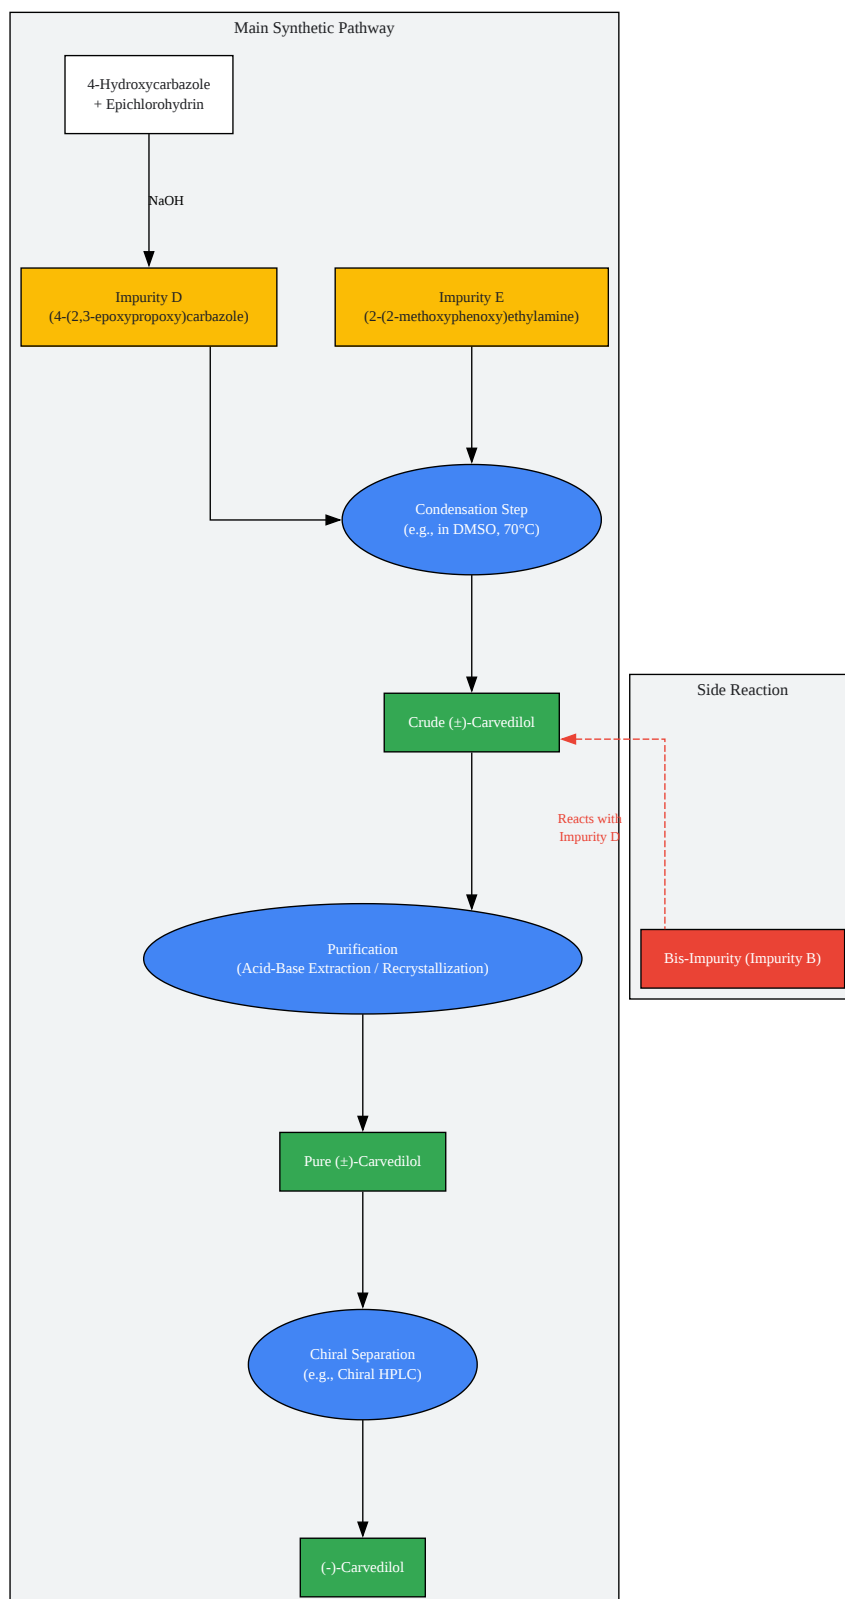 Main Synthetic Pathway
4-Hydroxycarbazole
+ Epichlorohydrin
NaOH
Impurity D
(4-(2,3-epoxypropoxy)carbazole)
Impurity E
(2-(2-methoxyphenoxy)ethylamine)
Condensation Step
(e.g., in DMSO, 70°C)
Side Reaction
Crude (±)-Carvedilol
Reacts with
Impurity D
Purification
(Acid-Base Extraction / Recrystallization)
Bis-Impurity (Impurity B)
Pure (±)-Carvedilol
Chiral Separation
(e.g., Chiral HPLC)
(-)-Carvedilol